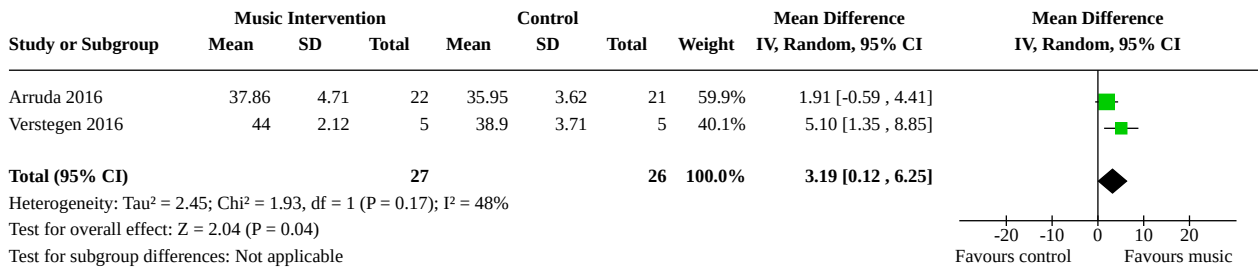 Music Intervention Control Mean Difference Mean Difference
Study or Subgroup Mean SD Total Mean SD Total Weight IV, Random, 95% CI IV, Random, 95% CI
Arruda 2016 37.86 4.71 22 35.95 3.62 21 59.9% 1.91 [-0.59 , 4.41]
Verstegen 2016 44 2.12 5 38.9 3.71 5 40.1% 5.10 [1.35 , 8.85]
Total (95% CI) 27 26 100.0% 3.19 [0.12 , 6.25]
Heterogeneity: Tau² = 2.45; Chi² = 1.93, df = 1 (P = 0.17); I² = 48%
Test for overall effect: Z = 2.04 (P = 0.04) -20 -10 0 10 20
Test for subgroup differences: Not applicable Favours control Favours music